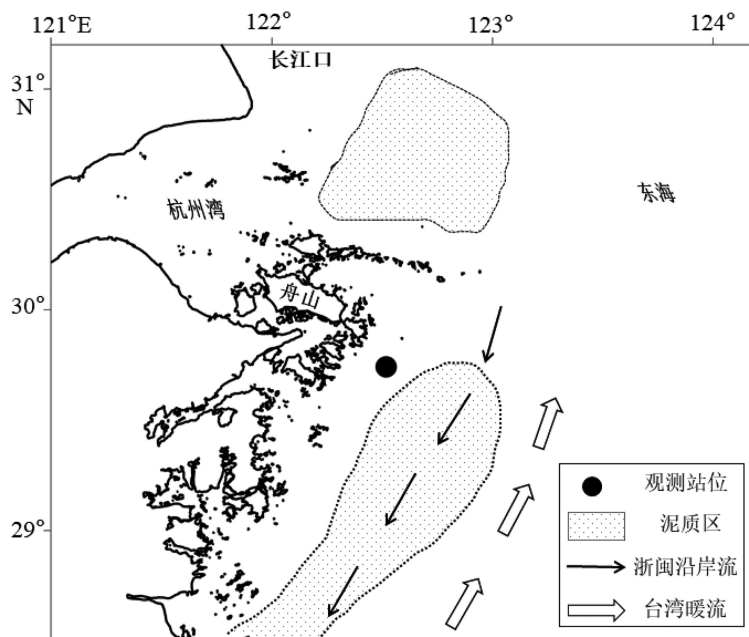 121°E
122°
123°
124°
长江口
31°
N
杭州湾
东海
舟山
30°
29°
观测站位
泥质区
浙闽沿岸流
台湾暖流